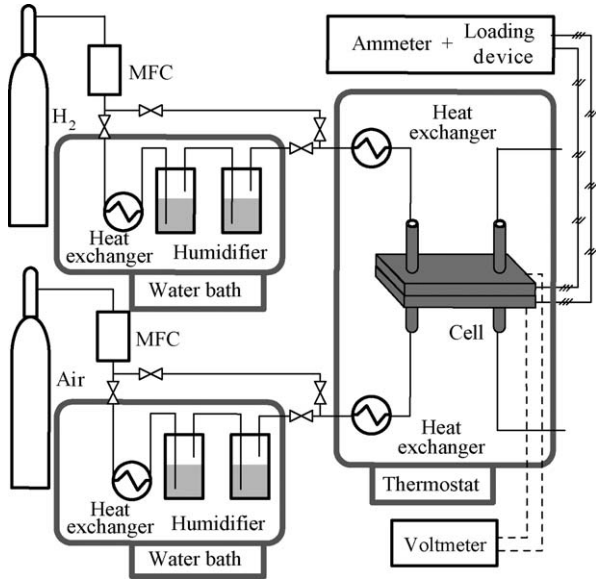 Ammeter + Loading
device
MFC
H2
Heat
exchanger
Heat
exchanger
Humidifier
Water bath
MFC
Cell
Air
Heat
exchanger
Heat
exchanger
Humidifier
Thermostat
Water bath
Voltmeter